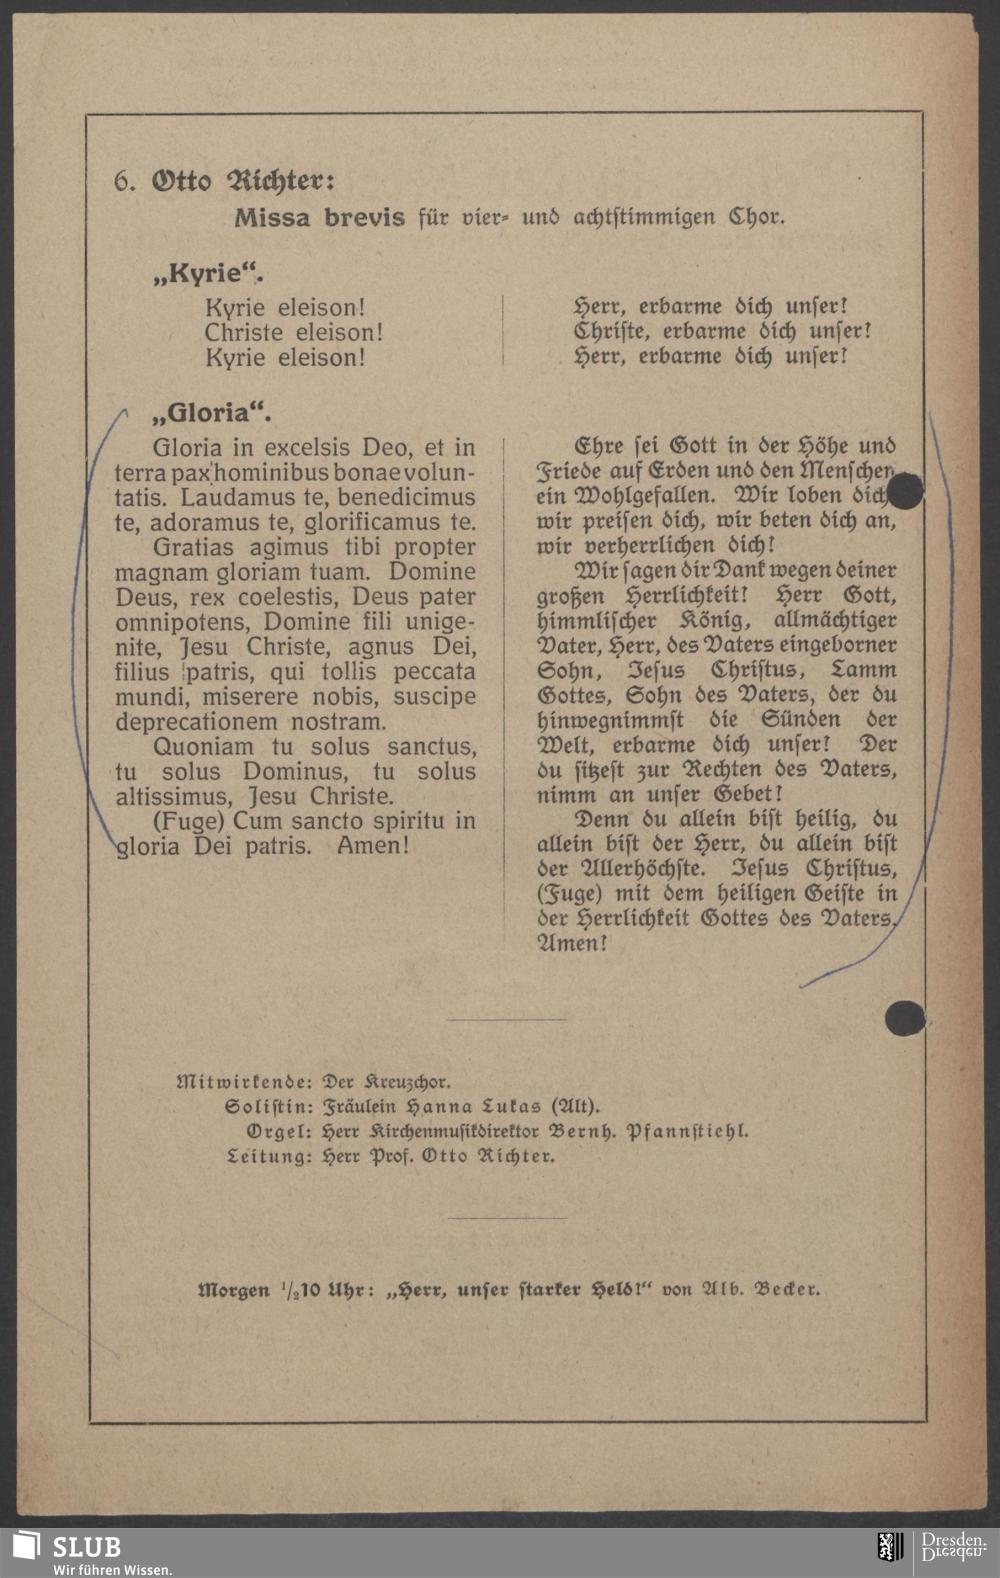 6. Otto Richter:
Missa brevis für vier- und achtstimmigen Chor.
„Kyrie“.
Kyrie eleison!
Christe eleison!
Kyrie eleison!
Herr, erbarme dich unser!
Christe, erbarme dich unser!
Herr, erbarme dich unser!
„Gloria“.
Gloria in excelsis Deo, et in
terra pax hominibus bonae volun-
tatis. Laudamus te, benedicimus
te, adoramus te, glorificamus te.
Gratias agimus tibi propter
magnam gloriam tuam. Domine
Deus, rex coelestis, Deus pater
omnipotens, Domine fili unige-
nite, Jesu Christe, agnus Dei,
filius patris, qui tollis peccata
mundi, miserere nobis, suscipe
deprecationem nostram.
Quoniam tu solus sanctus,
tu solus Dominus, tu solus
altissimus, Jesu Christe.
(Fuge) Cum sancto spiritu in
gloria Dei patris. Amen!
Ehre sei Gott in der Höhe und
Friede auf Erden und den Menschen
ein Wohlgefallen. Wir loben dich
wir preisen dich, wir beten dich an,
wir verherrlichen dich!
Wir sagen dir Dank wegen deiner
großen Herrlichkeit! Herr Gott,
himmlischer König, allmächtiger
Vater, Herr, des Vaters eingeborner
Sohn, Jesus Christus, Lamm
Gottes, Sohn des Vaters, der du
hinwegnimmst die Sünden der
Welt, erbarme dich unser! Der
du sitzest zur Rechten des Vaters,
nimm an unser Gebet!
Denn du allein bist heilig, du
allein bist der Herr, du allein bist
der Allerhöchste. Jesus Christus,
(Fuge) mit dem heiligen Geiste in
der Herrlichkeit Gottes des Vaters.
Amen!
Mitwirkende: Der Kreuzchor.
Solistin: Fräulein Hanna Lukas (Alt).
Orgel: Herr Kirchenmusikdirektor Bernh. Pfannstiehl.
Leitung: Herr Prof. Otto Richter.
Morgen 1/2 10 Uhr: „Herr, unser starker Held!“ von Alb. Becker.
SLUB
Wir führen Wissen.
Dresden.
Dresden.